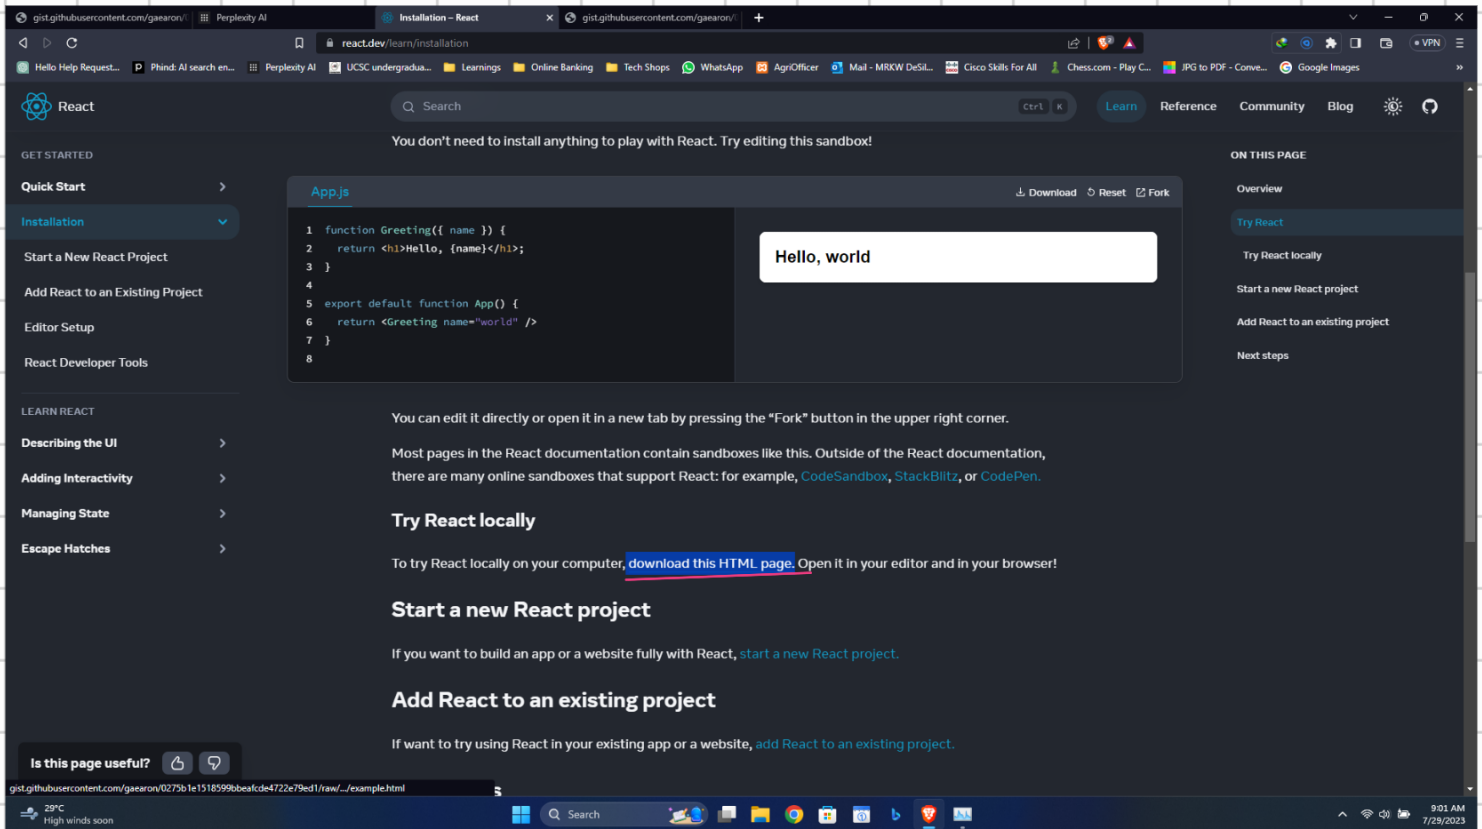 gist.githubusercontent.com/gaearon/
Perplexity AI
Installation – React
gist.githubusercontent.com/gaearon/
react.dev/learn/installation
VPN
Hello Help Request...
Phind: AI search en...
Perplexity AI
UCSC undergradua...
Learnings
Online Banking
Tech Shops
WhatsApp
AgriOfficer
Mail - MRKW DeSil...
Cisco Skills For All
Chess.com - Play C...
JPG to PDF - Conve...
Google Images
»
React
Search
Ctrl K
Learn
Reference
Community
Blog
GET STARTED
Quick Start
Installation
Start a New React Project
Add React to an Existing Project
Editor Setup
React Developer Tools
LEARN REACT
Describing the UI
Adding Interactivity
Managing State
Escape Hatches
Is this page useful?
You don't need to install anything to play with React. Try editing this sandbox!
App.js
Download
Reset
Fork
1 function Greeting({ name }) {
2 return <h1>Hello, {name}</h1>;
3 }
4
5 export default function App() {
6 return <Greeting name="world" />
7 }
8
Hello, world
You can edit it directly or open it in a new tab by pressing the “Fork” button in the upper right corner.
Most pages in the React documentation contain sandboxes like this. Outside of the React documentation,
there are many online sandboxes that support React: for example, CodeSandbox, StackBlitz, or CodePen.
Try React locally
To try React locally on your computer, download this HTML page. Open it in your editor and in your browser!
Start a new React project
If you want to build an app or a website fully with React, start a new React project.
Add React to an existing project
If want to try using React in your existing app or a website, add React to an existing project.
ON THIS PAGE
Overview
Try React
Try React locally
Start a new React project
Add React to an existing project
Next steps
gist.githubusercontent.com/gaearon/0275b1e1518599bbeafcde4722e79ed1/raw/.../example.html
29°C
High winds soon
Search
9:01 AM
7/29/2023